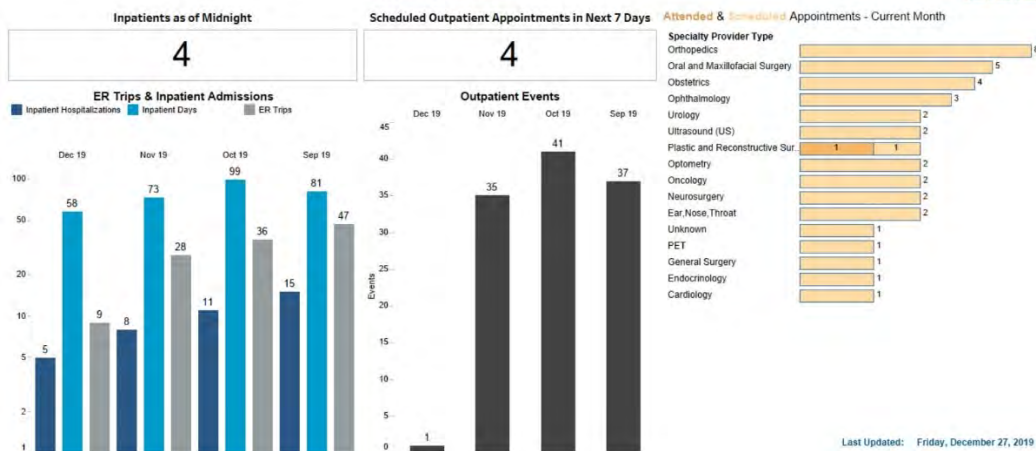 Inpatients as of Midnight
4
Scheduled Outpatient Appointments in Next 7 Days
4
ER Trips & Inpatient Admissions
Inpatient Hospitalizations Inpatient Days ER Trips
Dec 19 Nov 19 Oct 19 Sep 19
100
50
20
10
5
2
1
5 58 9 8 73 28 11 99 36 15 81 47
Outpatient Events
Dec 19 Nov 19 Oct 19 Sep 19
Events
45
40
35
30
25
20
15
10
5
0
1 35 41 37
Attended & Scheduled Appointments - Current Month
Specialty Provider Type
Orthopedics
Oral and Maxillofacial Surgery 5
Obstetrics 4
Ophthalmology 3
Urology 2
Ultrasound (US) 2
Plastic and Reconstructive Sur.. 1 1
Optometry 2
Oncology 2
Neurosurgery 2
Ear,Nose,Throat 2
Unknown 1
PET 1
General Surgery 1
Endocrinology 1
Cardiology 1
Last Updated: Friday, December 27, 2019